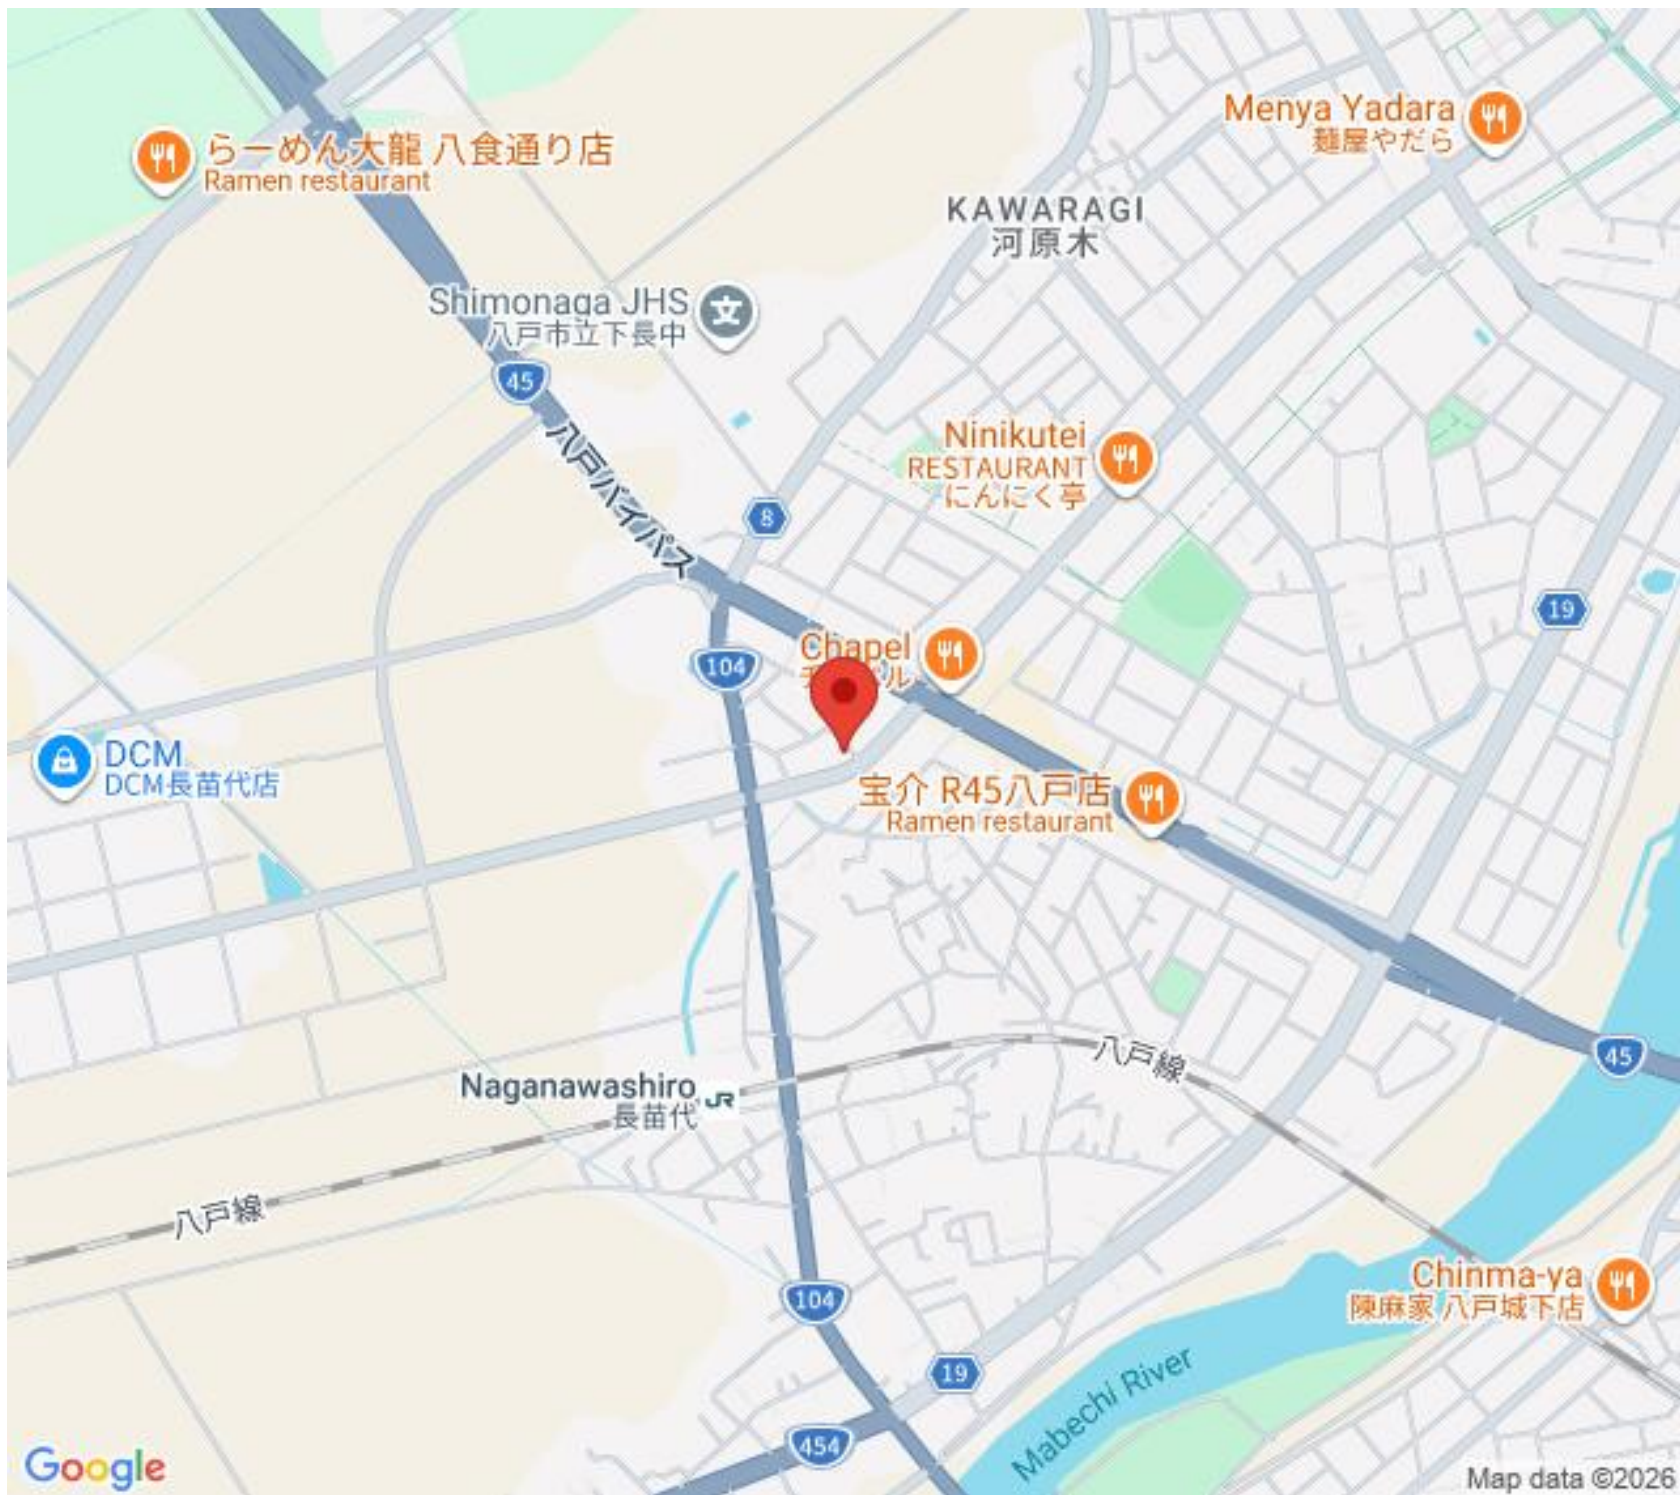 Menya Yadara
麺屋やだら
らーめん大龍 八食通り店
Ramen restaurant
KAWARAGI
河原木
Shimonaga JHS
八戸市立下長中
文
45
八戸バイパス
Ninikutei
RESTAURANT
にんにく亭
8
19
Chapel
104
DCM
DCM長苗代店
宝介 R45八戸店
Ramen restaurant
八戸線
45
Naganawashiro
JR
長苗代
八戸線
Chinma-ya
陳麻家 八戸城下店
104
19
Mabechi River
454
Google
Map data ©2026